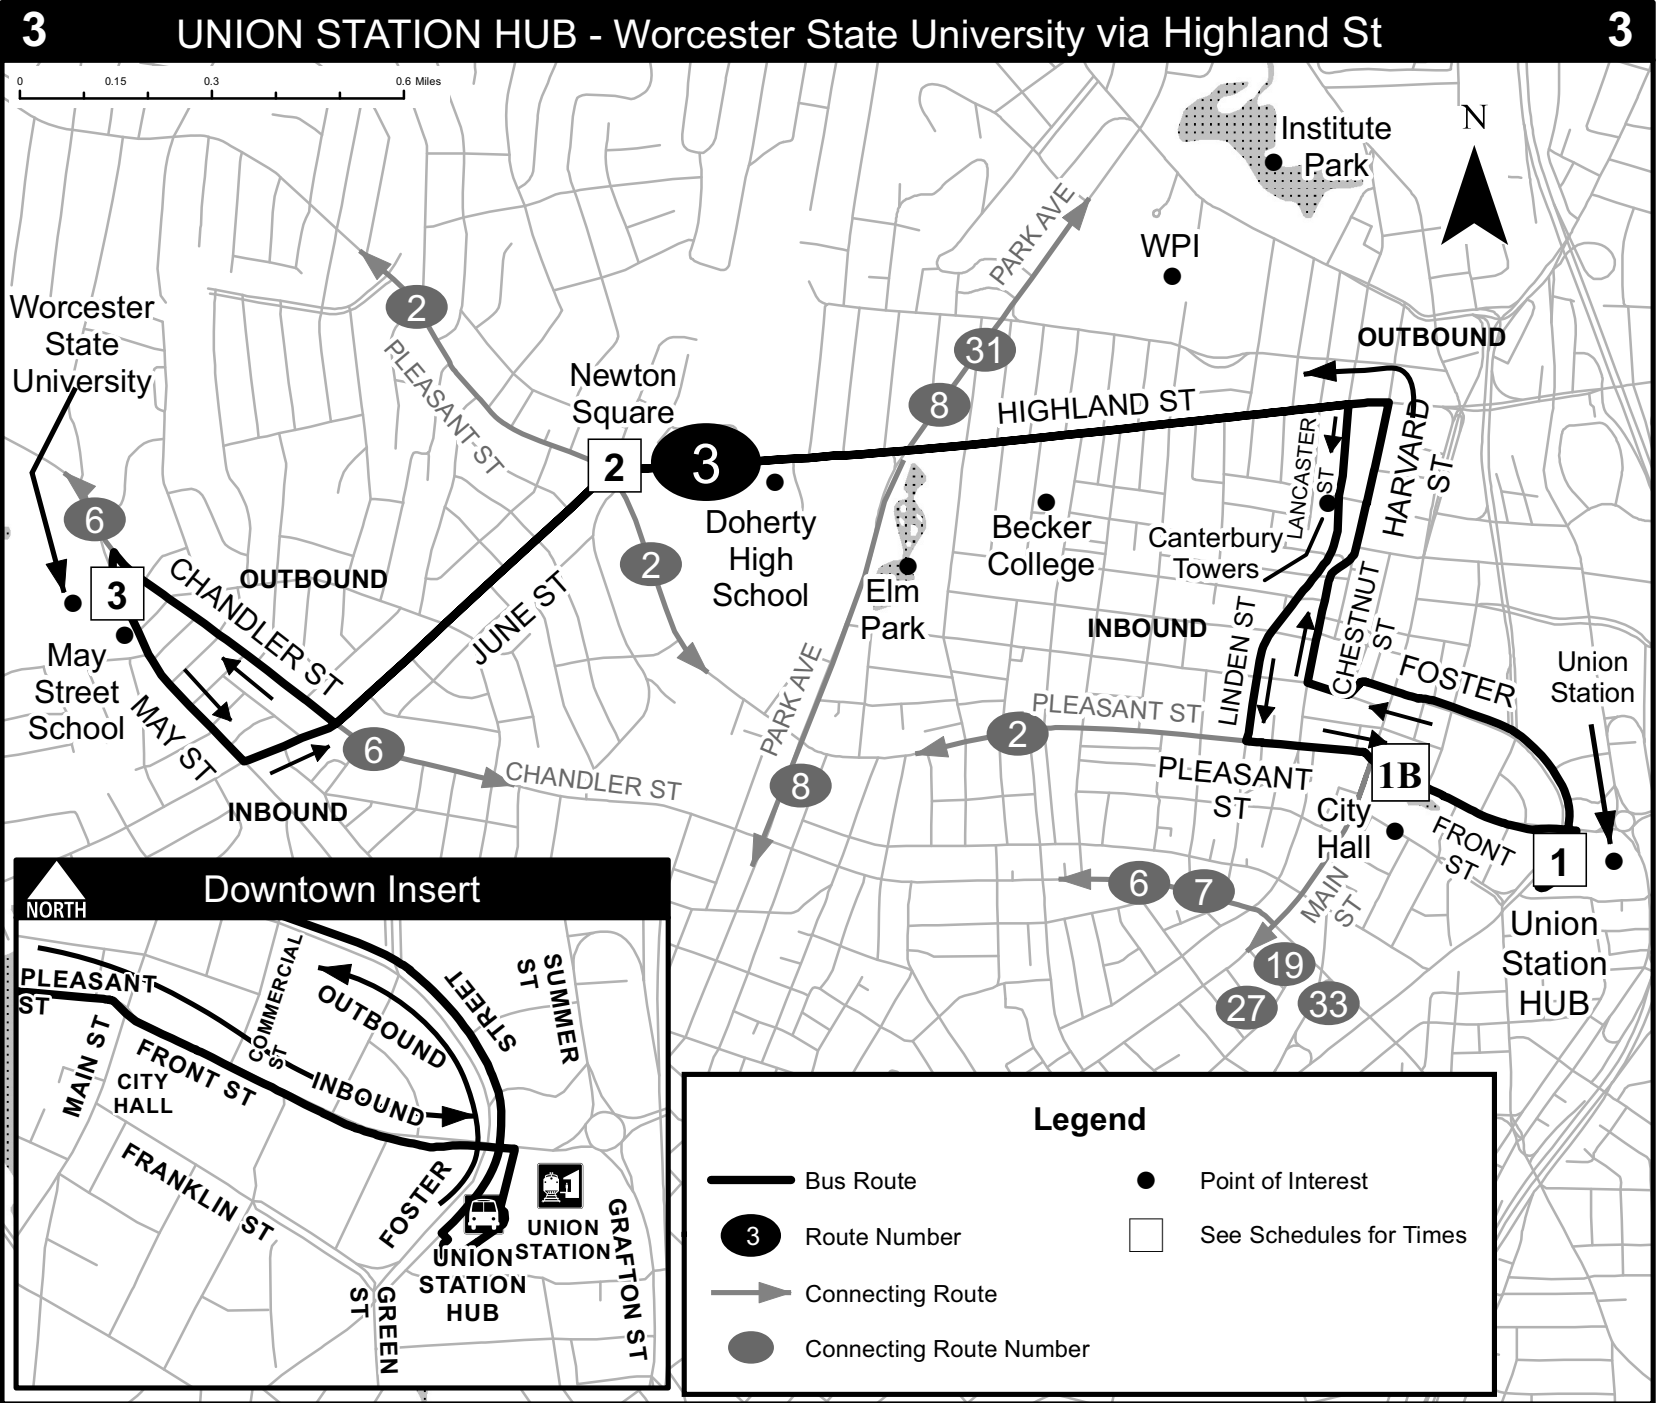 3 UNION STATION HUB - Worcester State University via Highland St 3
0 0.15 0.3 0.6 Miles
N
Institute
Park
WPI
PARK AVE
OUTBOUND
Worcester
State
University
2
PLEASANT ST
Newton
Square
2
3
31
8
HIGHLAND ST
LANCASTER
ST
HARVARD
ST
Doherty
High
School
Becker
College
Canterbury
Towers
Elm
Park
6
3
CHANDLER ST
OUTBOUND
JUNE ST
2
INBOUND
LINDEN ST
CHESTNUT
ST
FOSTER
Union
Station
May
Street
School
MAY ST
INBOUND
6
CHANDLER ST
PARK AVE
8
2
PLEASANT ST
PLEASANT
ST
1B
City
Hall
FRONT
ST
1
Union
Station
HUB
6
7
MAIN
ST
19
27
33
NORTH
Downtown Insert
PLEASANT
ST
COMMERCIAL
ST
OUTBOUND
STREET
SUMMER
ST
MAIN ST
CITY
HALL
FRONT ST
INBOUND
FRANKLIN ST
FOSTER
UNION
STATION
UNION
STATION
HUB
GRAFTON ST
GREEN
ST
Legend
Bus Route
Point of Interest
3 Route Number
See Schedules for Times
Connecting Route
Connecting Route Number